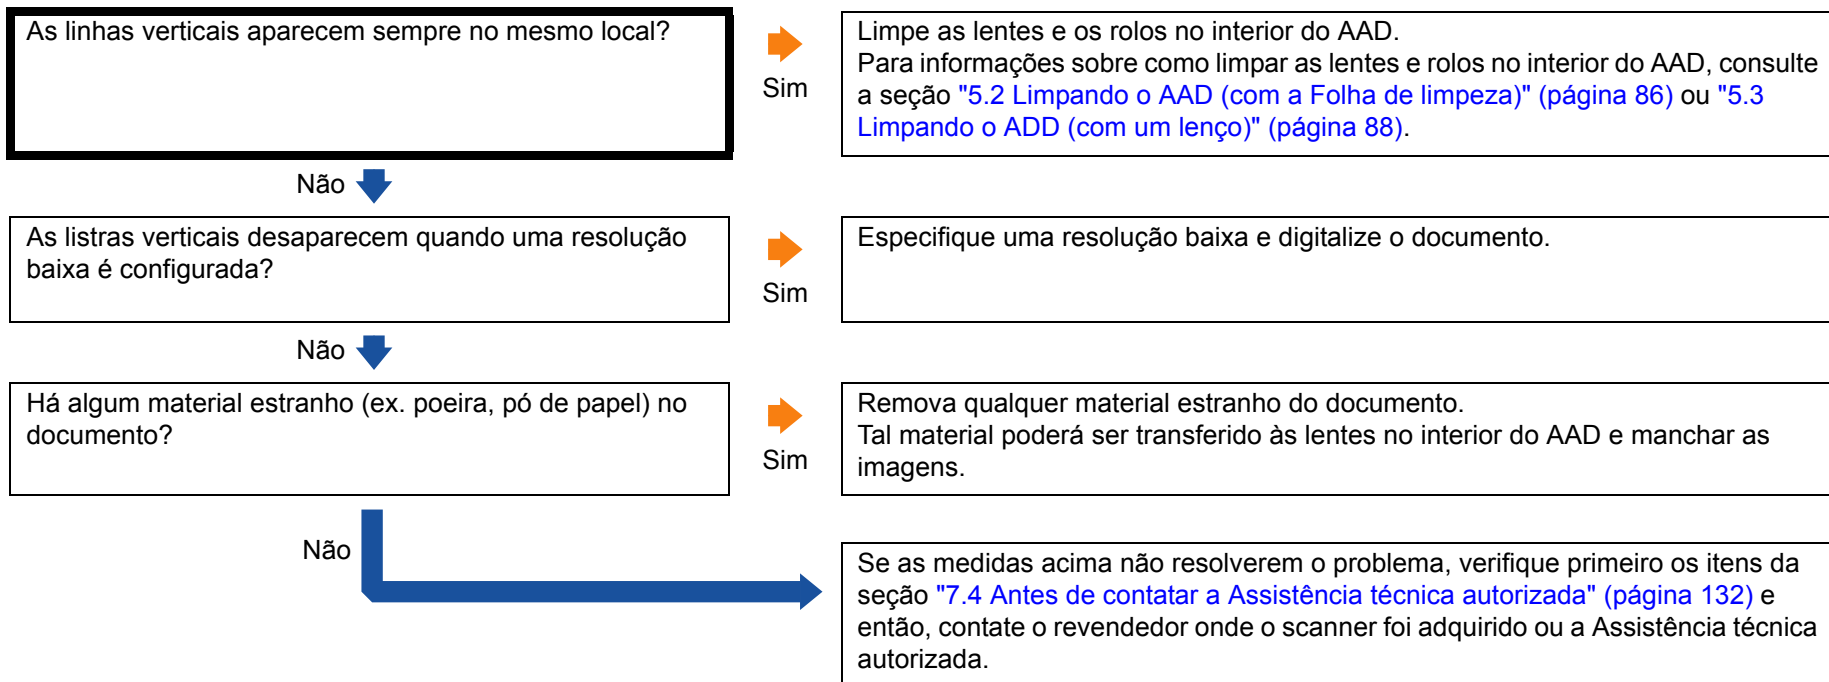 As linhas verticais aparecem sempre no mesmo local?
Sim
Limpe as lentes e os rolos no interior do AAD.
Para informações sobre como limpar as lentes e rolos no interior do AAD, consulte
a seção "5.2 Limpando o AAD (com a Folha de limpeza)" (página 86) ou "5.3
Limpando o ADD (com um lenço)" (página 88).
Não
As listras verticais desaparecem quando uma resolução
baixa é configurada?
Sim
Especifique uma resolução baixa e digitalize o documento.
Não
Há algum material estranho (ex. poeira, pó de papel) no
documento?
Sim
Remova qualquer material estranho do documento.
Tal material poderá ser transferido às lentes no interior do AAD e manchar as
imagens.
Não
Se as medidas acima não resolverem o problema, verifique primeiro os itens da
seção "7.4 Antes de contatar a Assistência técnica autorizada" (página 132) e
então, contate o revendedor onde o scanner foi adquirido ou a Assistência técnica
autorizada.